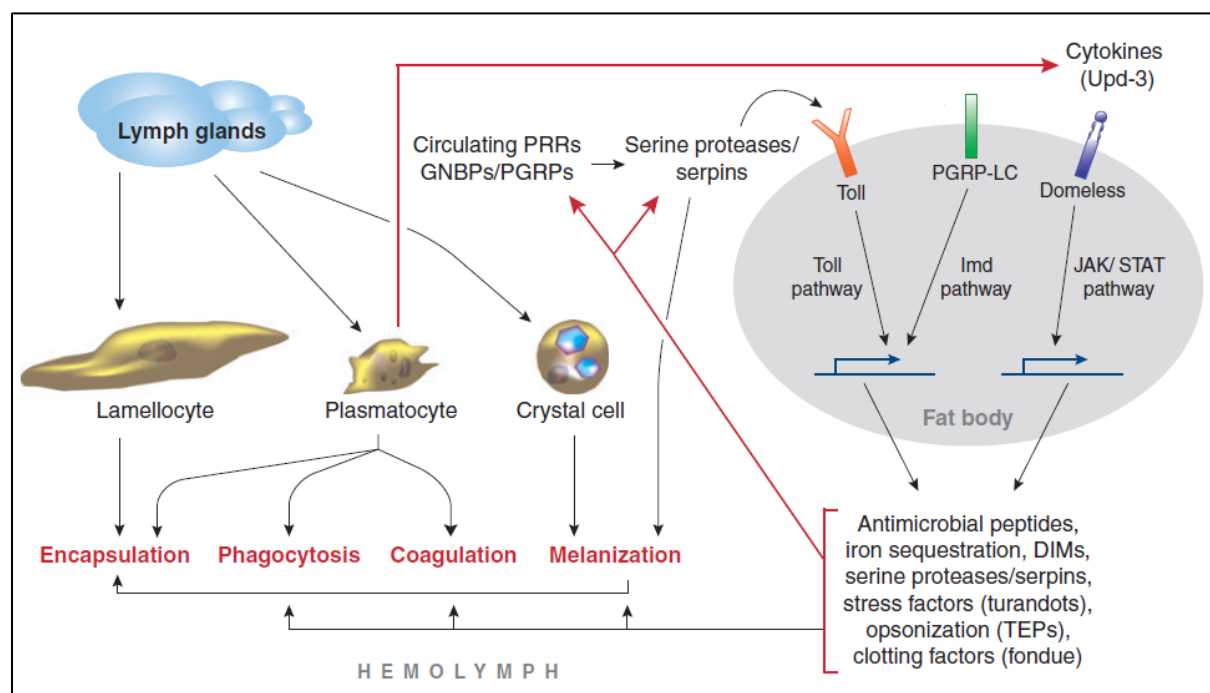 Lymph glands
Circulating PRRs
GNBPs/PGRPs
Serine proteases/
serpins
Cytokines
(Upd-3)
Toll
PGRP-LC
Domeless
Toll
pathway
Imd
pathway
JAK/ STAT
pathway
Fat body
Lamellocyte
Plasmatocyte
Crystal cell
Encapsulation
Phagocytosis
Coagulation
Melanization
Antimicrobial peptides,
iron sequestration, DIMs,
serine proteases/serpins,
stress factors (turandots),
opsonization (TEPs),
clotting factors (fondue)
HEMOLYMPH